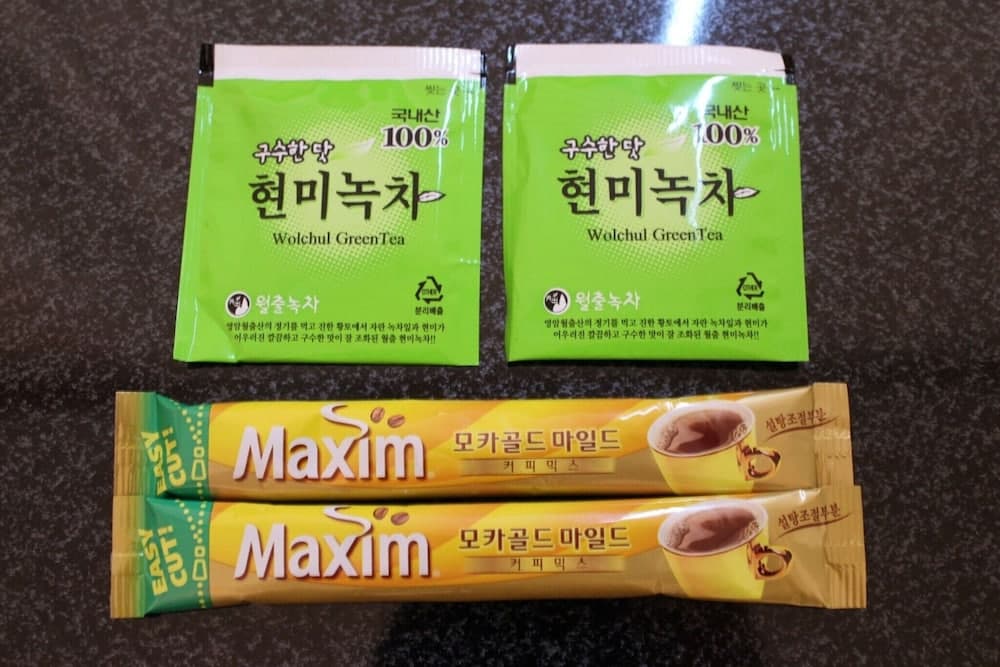 찢는 곳
국내산
100%
구수한 맛
현미녹차
Wolchul GreenTea
월출녹차
분리배출
영암월출산의 정기를 먹고 진한 황토에서 자란 녹차잎과 현미가
어우러진 깔끔하고 구수한 맛이 잘 조화된 월출 현미녹차!!
찢는 곳
국내산
100%
구수한 맛
현미녹차
Wolchul GreenTea
월출녹차
분리배출
영암월출산의 정기를 먹고 진한 황토에서 자란 녹차잎과 현미가
어우러진 깔끔하고 구수한 맛이 잘 조화된 월출 현미녹차!!
EASY
CUT!
Maxim
모카골드 마일드
커피믹스
설탕조절부분
EASY
CUT!
Maxim
모카골드 마일드
커피믹스
설탕조절부분